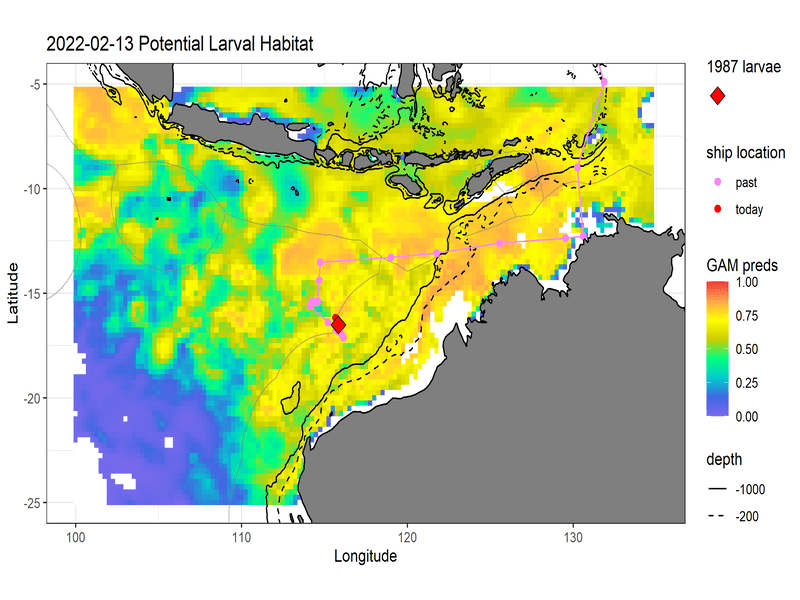 2022-02-13 Potential Larval Habitat
-5
-10
-15
-20
-25
Latitude
100
110
120
130
Longitude
1987 larvae
ship location
past
today
GAM preds
1.00
0.75
0.50
0.25
0.00
depth
-1000
-200